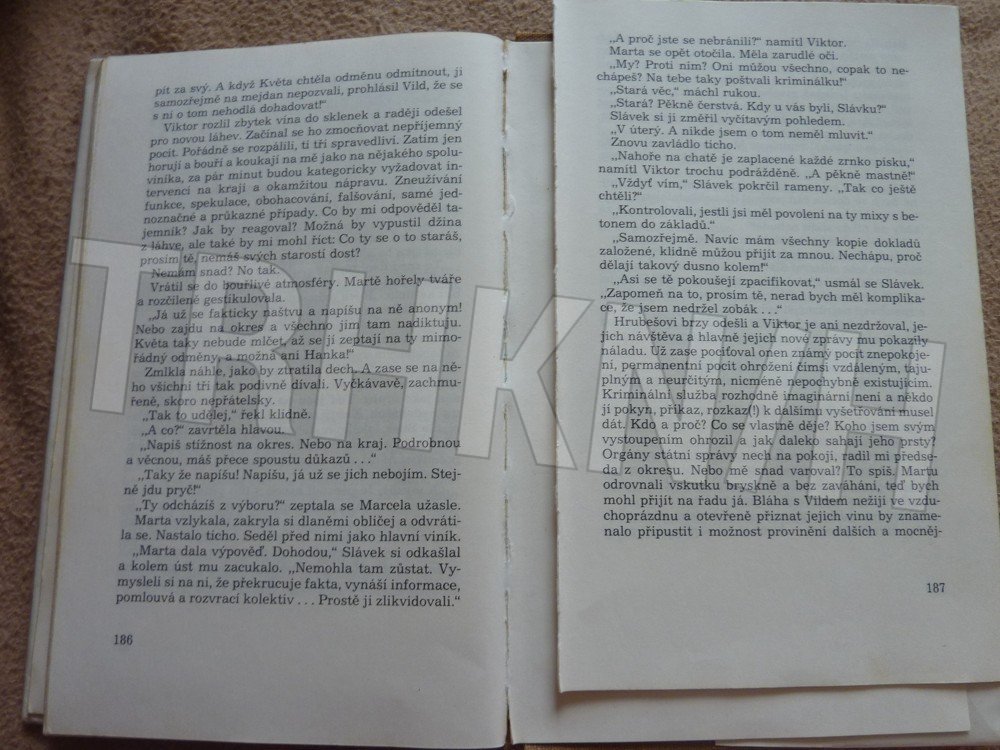 pít za svý. A když Květa chtěla odměnu odmítnout, ji
samozřejmě na mejdan nepozvali, prohlásil Vild, že se
s ní o tom nehodlá dohadovat!“
Viktor rozlil zbytek vína do sklenek a raději odešel
pro novou láhev. Začínal se ho zmocňovat nepříjemný
pocit. Pořádně se rozpálili, ti tři spravedliví. Zatím jen
horují a bouří a koukají na mě jako na nějakého spolu-
viníka, za pár minut budou kategoricky vyžadovat in-
tervenci na kraji a okamžitou nápravu. Zneužívání
funkce, spekulace, obohacování, falšování, samé jed-
noznačné a průkazné případy. Co by mi odpověděl ta-
jemník? Jak by reagoval? Možná by vypustil džina
z láhve, ale také by mi mohl říct: Co ty se o to staráš,
prosím tě, nemáš svých starostí dost?
Nemám snad? No tak.
Vrátil se do bouřlivé atmosféry. Martě hořely tváře
a rozčíleně gestikulovala.
„Já už se fakticky naštvu a napíšu na ně anonym!
Nebo zajdu na okres a všechno jim tam nadiktuju.
Květa taky nebude mlčet, až se jí zeptají na ty mimo-
řádný odměny, a možná ani Hanka!“
Zmlkla náhle, jako by ztratila dech. A zase se na ně-
ho všichni tři tak podivně dívali. Vyčkávavě, zachmu-
řeně, skoro nepřátelsky.
„Tak to udělej,“ řekl klidně.
„A co?“ zavrtěla hlavou.
„Napiš stížnost na okres. Nebo na kraj. Podrobnou
a věcnou, máš přece spoustu důkazů . . .“
„Taky že napíšu! Napíšu, já už se jich nebojím. Stej-
ně jdu pryč!“
„Ty odcházíš z výboru?“ zeptala se Marcela užasle.
Marta vzlykala, zakryla si dlaněmi obličej a odvráti-
la se. Nastalo ticho. Seděl před nimi jako hlavní viník.
„Marta dala výpověď. Dohodou,“ Slávek si odkašlal
a kolem úst mu zacukalo. „Nemohla tam zůstat. Vy-
mysleli si na ni, že překrucuje fakta, vynáší informace,
pomlouvá a rozvrací kolektiv . . . Prostě ji zlikvidovali.“
186
„A proč jste se nebránili?“ namítl Viktor.
Marta se opět otočila. Měla zarudlé oči.
„My? Proti nim? Oni můžou všechno, copak to ne-
chápeš? Na tebe taky poštvali kriminálku!“
„Stará věc,“ máchl rukou.
„Stará? Pěkně čerstvá. Kdy u vás byli, Slávku?“
Slávek si ji změřil vyčítavým pohledem.
„V úterý. A nikde jsem o tom neměl mluvit.“
Znovu zavládlo ticho.
„Nahoře na chatě je zaplacené každé zrnko písku,“
namítl Viktor trochu podrážděně. „A pěkně mastně!“
„Vždyť vím,“ Slávek pokrčil rameny. „Tak co ještě
chtěli?“
„Kontrolovali, jestli jsi měl povolení na ty mixy s be-
tonem do základů.“
„Samozřejmě. Navíc mám všechny kopie dokladů
založené, klidně můžou přijít za mnou. Nechápu, proč
dělají takový dusno kolem!“
„Asi se tě pokoušejí zpacifikovat,“ usmál se Slávek.
„Zapomeň na to, prosím tě, nerad bych měl komplika-
ce, že jsem nedržel zobák . . .“
Hrubešovi brzy odešli a Viktor je ani nezdržoval, je-
jich návštěva a hlavně jejich nové zprávy mu pokazily
náladu. Už zase pociťoval onen známý pocit znepoko-
jení, permanentní pocit ohrožení čímsi vzdáleným, taju-
plným a neurčitým, nicméně nepochybně existujícím.
Kriminální služba rozhodně imaginární není a někdo
jí pokyn, příkaz, rozkaz(!) k dalšímu vyšetřování musel
dát. Kdo a proč? Co se vlastně děje? Koho jsem svým
vystoupením ohrozil a jak daleko sahají jeho prsty?
Orgány státní správy nech na pokoji, radil mi předse-
da z okresu. Nebo mě snad varoval? To spíš. Martu
odrovnali vskutku bryskně a bez zaváhání, teď bych
mohl přijít na řadu já. Bláha s Vildem nežijí ve vzdu-
choprázdnu a otevřeně přiznat jejich vinu by zname-
nalo připustit i možnost provinění dalších a mocněj-
187